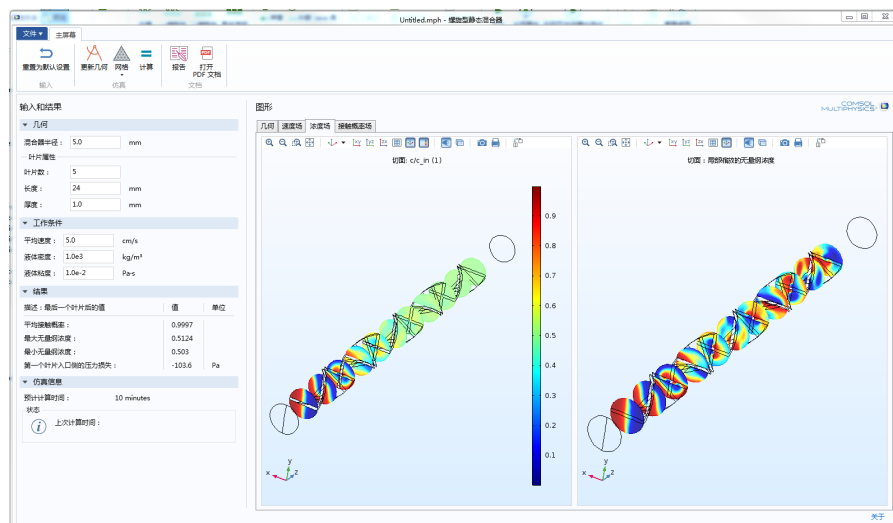 Untitled.mph - 螺旋型静态混合器
文件 主屏幕
重置为默认设置 更新几何 网格 计算 报告 打开
PDF 文档
输入 仿真 文档
输入和结果
几何
混合器半径： 5.0 mm
叶片属性
叶片数： 5
长度： 24 mm
厚度： 1.0 mm
工作条件
平均速度： 5.0 cm/s
液体密度： 1.0e3 kg/m³
液体粘度： 1.0e-2 Pa·s
结果
描述：最后一个叶片后的值 值 单位
平均接触概率： 0.9997
最大无量纲浓度： 0.5124
最小无量纲浓度： 0.503
第一个叶片入口侧的压力损失： -103.6 Pa
仿真信息
预计计算时间： 10 minutes
状态
上次计算时间：
图形
COMSOL
MULTIPHYSICS
几何 速度场 浓度场 接触概率场
切面: c/c_in (1)
0.9
0.8
0.7
0.6
0.5
0.4
0.3
0.2
0.1
y
x z
切面：局部缩放的无量纲浓度
y
x z
关于